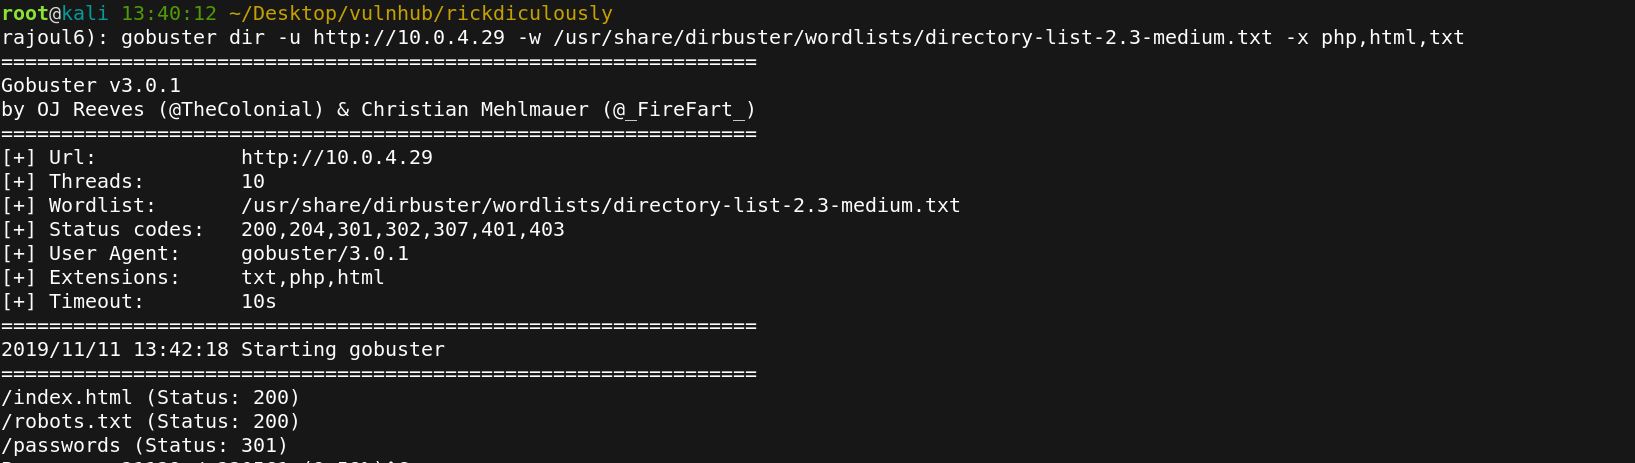 root@kali 13:40:12 ~/Desktop/vulnhub/rickdiculously
rajoul6): gobuster dir -u http://10.0.4.29 -w /usr/share/dirbuster/wordlists/directory-list-2.3-medium.txt -x php,html,txt
===============================================================
Gobuster v3.0.1
by OJ Reeves (@TheColonial) & Christian Mehlmauer (@_FireFart_)
===============================================================
[+] Url:            http://10.0.4.29
[+] Threads:        10
[+] Wordlist:       /usr/share/dirbuster/wordlists/directory-list-2.3-medium.txt
[+] Status codes:   200,204,301,302,307,401,403
[+] User Agent:     gobuster/3.0.1
[+] Extensions:     txt,php,html
[+] Timeout:        10s
===============================================================
2019/11/11 13:42:18 Starting gobuster
===============================================================
/index.html (Status: 200)
/robots.txt (Status: 200)
/passwords (Status: 301)